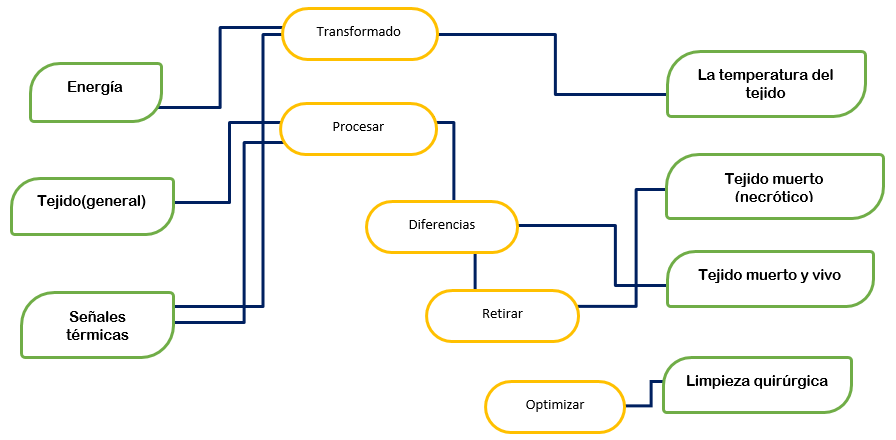 Transformado
Energía
La temperatura del
tejido
Procesar
Tejido(general)
Tejido muerto
(necrótico)
Diferencias
Tejido muerto y vivo
Señales
térmicas
Retirar
Limpieza quirúrgica
Optimizar